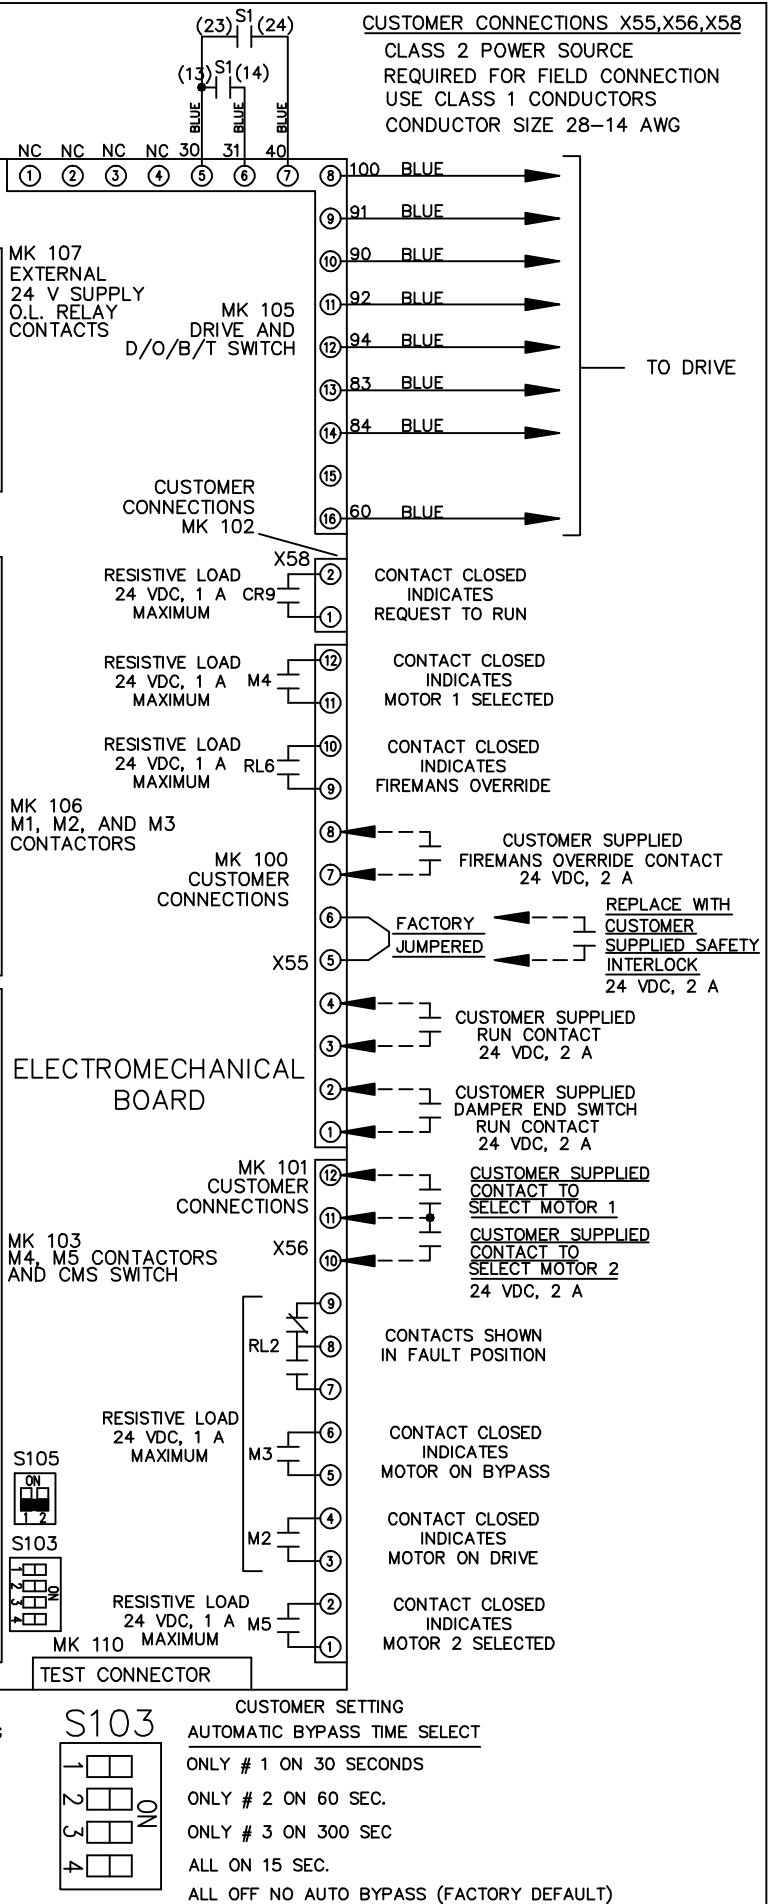 CUSTOMER CONNECTIONS X55,X56,X58
CLASS 2 POWER SOURCE
REQUIRED FOR FIELD CONNECTION
USE CLASS 1 CONDUCTORS
CONDUCTOR SIZE 28–14 AWG
(23) S1 (24)
(13) S1 (14)
BLUE BLUE BLUE
NC NC NC NC 30 31 40
1 2 3 4 5 6 7 8 100 BLUE
9 91 BLUE
10 90 BLUE
11 92 BLUE
12 94 BLUE
13 83 BLUE
14 84 BLUE
15
16 60 BLUE
TO DRIVE
MK 107
EXTERNAL
24 V SUPPLY
O.L. RELAY
CONTACTS
MK 105
DRIVE AND
D/O/B/T SWITCH
CUSTOMER
CONNECTIONS
MK 102
X58
RESISTIVE LOAD
24 VDC, 1 A
MAXIMUM
CR9
2
1
CONTACT CLOSED
INDICATES
REQUEST TO RUN
RESISTIVE LOAD
24 VDC, 1 A
MAXIMUM
M4
12
11
CONTACT CLOSED
INDICATES
MOTOR 1 SELECTED
RESISTIVE LOAD
24 VDC, 1 A
MAXIMUM
RL6
10
9
CONTACT CLOSED
INDICATES
FIREMANS OVERRIDE
MK 106
M1, M2, AND M3
CONTACTORS
MK 100
CUSTOMER
CONNECTIONS
8
7
CUSTOMER SUPPLIED
FIREMANS OVERRIDE CONTACT
24 VDC, 2 A
6
5
X55
FACTORY
JUMPERED
REPLACE WITH
CUSTOMER
SUPPLIED SAFETY
INTERLOCK
24 VDC, 2 A
4
3
CUSTOMER SUPPLIED
RUN CONTACT
24 VDC, 2 A
ELECTROMECHANICAL
BOARD
2
1
CUSTOMER SUPPLIED
DAMPER END SWITCH
RUN CONTACT
24 VDC, 2 A
MK 101
CUSTOMER
CONNECTIONS
X56
12
11
10
CUSTOMER SUPPLIED
CONTACT TO
SELECT MOTOR 1
CUSTOMER SUPPLIED
CONTACT TO
SELECT MOTOR 2
24 VDC, 2 A
MK 103
M4, M5 CONTACTORS
AND CMS SWITCH
RL2
9
8
7
CONTACTS SHOWN
IN FAULT POSITION
RESISTIVE LOAD
24 VDC, 1 A
MAXIMUM
M3
6
5
CONTACT CLOSED
INDICATES
MOTOR ON BYPASS
M2
4
3
CONTACT CLOSED
INDICATES
MOTOR ON DRIVE
S105
ON
1 2
S103
1
2
3
4
ON
RESISTIVE LOAD
24 VDC, 1 A
MAXIMUM
M5
2
1
CONTACT CLOSED
INDICATES
MOTOR 2 SELECTED
MK 110
TEST CONNECTOR
S103
1
2
3
4
ON
CUSTOMER SETTING
AUTOMATIC BYPASS TIME SELECT
ONLY # 1 ON 30 SECONDS
ONLY # 2 ON 60 SEC.
ONLY # 3 ON 300 SEC
ALL ON 15 SEC.
ALL OFF NO AUTO BYPASS (FACTORY DEFAULT)